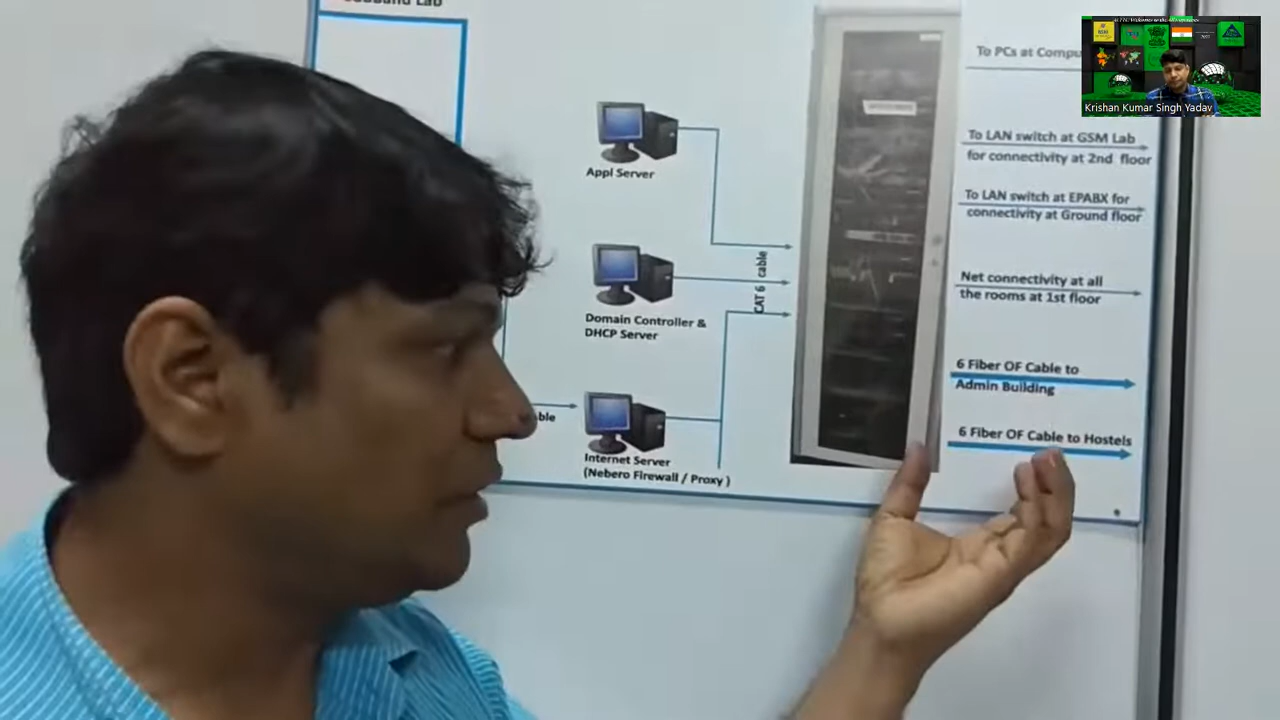 Lab
To PCs at
To LAN switch at GSM Lab
for connectivity at 2nd floor
To LAN switch at EPABX for
connectivity at Ground floor
Appl Server
CAT 6 cable
Net connectivity at all
the rooms at 1st floor
Domain Controller &
DHCP Server
6 Fiber OF Cable to
Admin Building
6 Fiber OF Cable to Hostels
Internet Server
(Nebero Firewall / Proxy )
Krishan Kumar Singh Yadav